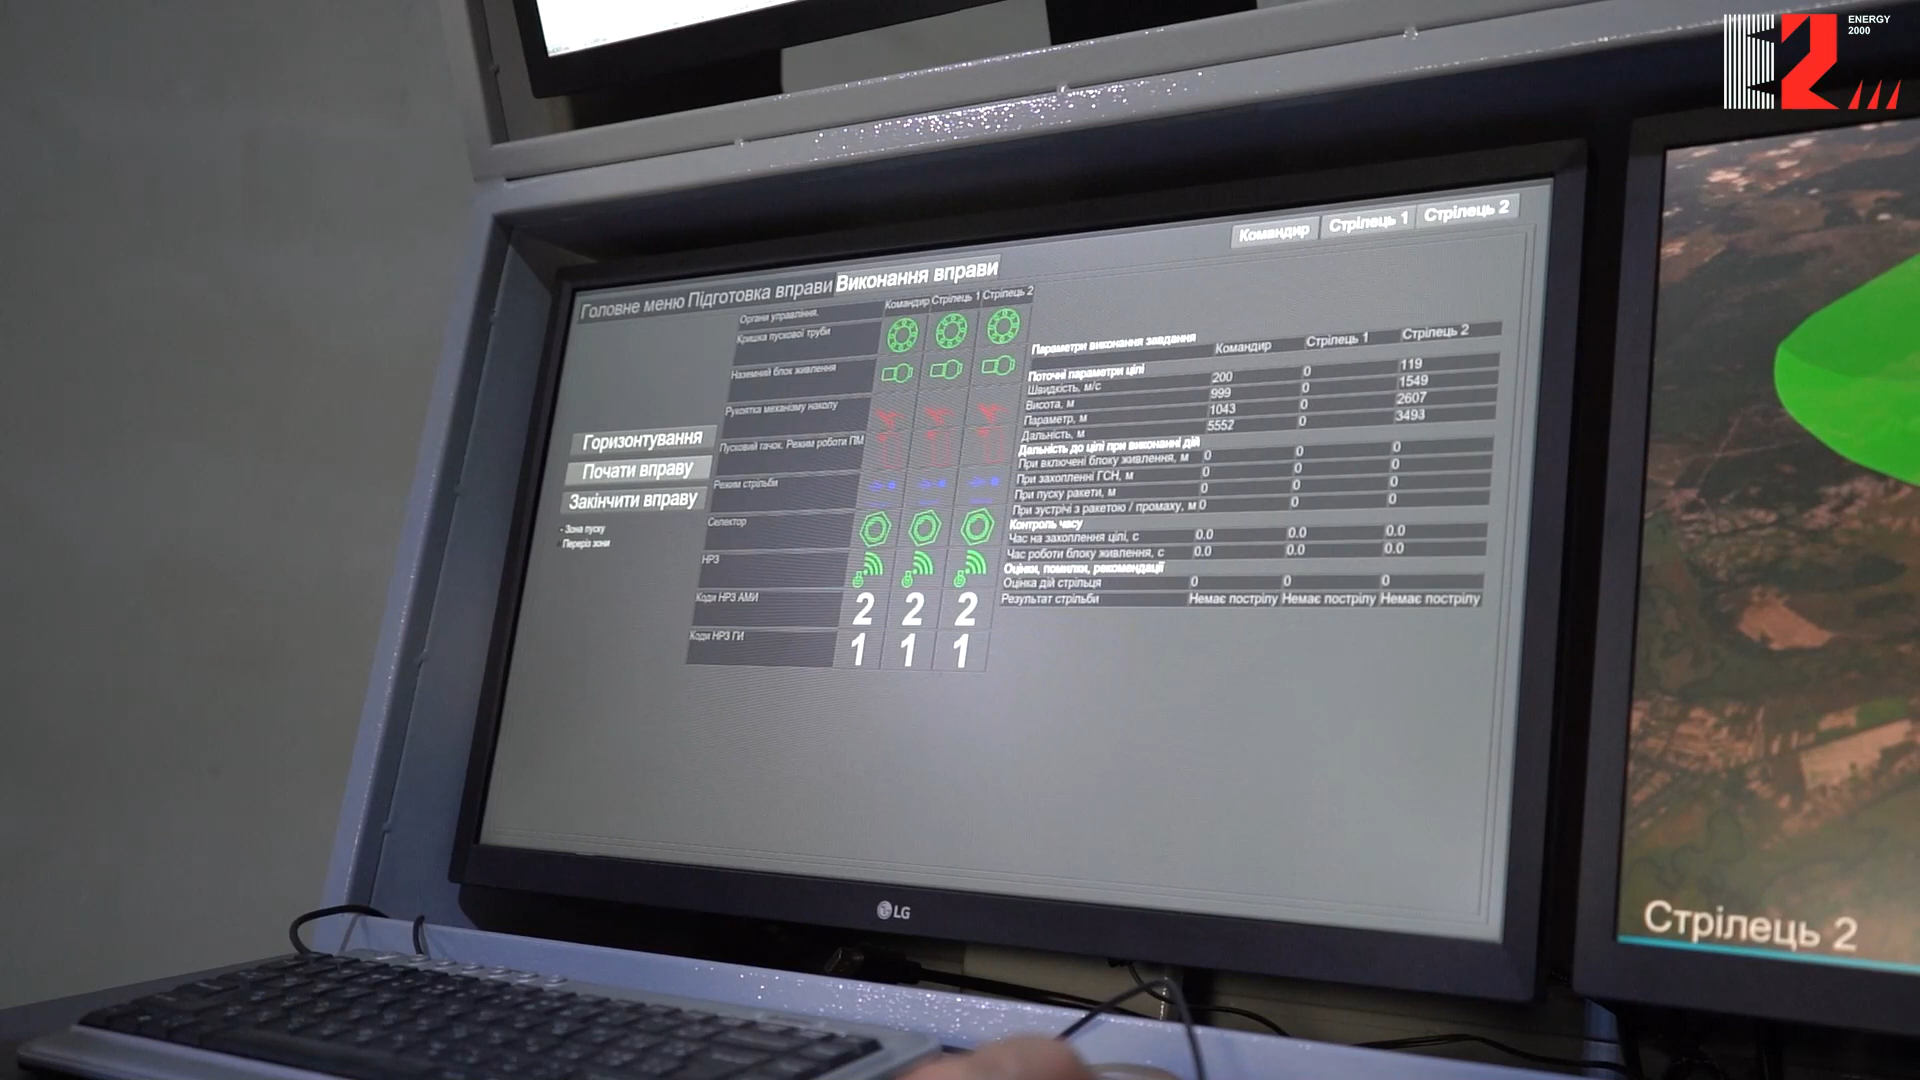 ENERGY
2000
Командир Стрілець 1 Стрілець 2
Головне меню Підготовка вправи Виконання вправи
Командир Стрілець 1 Стрілець 2
Органи управління.
Кришка пускової труби
Наземний блок живлення
Рукоятка механізму наколу
Пусковий гачок. Режим роботи ПМ
Режим стрільби
Селектор
НРЗ
Коди НРЗ АМИ 2 2 2
Коди НРЗ ГИ 1 1 1
Горизонтування
Почати вправу
Закінчити вправу
- Зона пуску
Переріз зони
Параметри виконання завдання Командир Стрілець 1 Стрілець 2
Поточні параметри цілі
Швидкість, м/с 200 0 119
Висота, м 999 0 1549
Параметр, м 1043 0 2607
Дальність, м 5552 0 3493
Дальність до цілі при виконанні дій
При включені блоку живлення, м 0 0 0
При захопленні ГСН, м 0 0 0
При пуску ракети, м 0 0 0
При зустрічі з ракетою / промаху, м 0 0 0
Контроль часу
Час на захоплення цілі, с 0.0 0.0 0.0
Час роботи блоку живлення, с 0.0 0.0 0.0
Оцінки, помилки, рекомендації
Оцінка дій стрільця 0 0 0
Результат стрільби Немає пострілу Немає пострілу Немає пострілу
LG
Стрілець 2